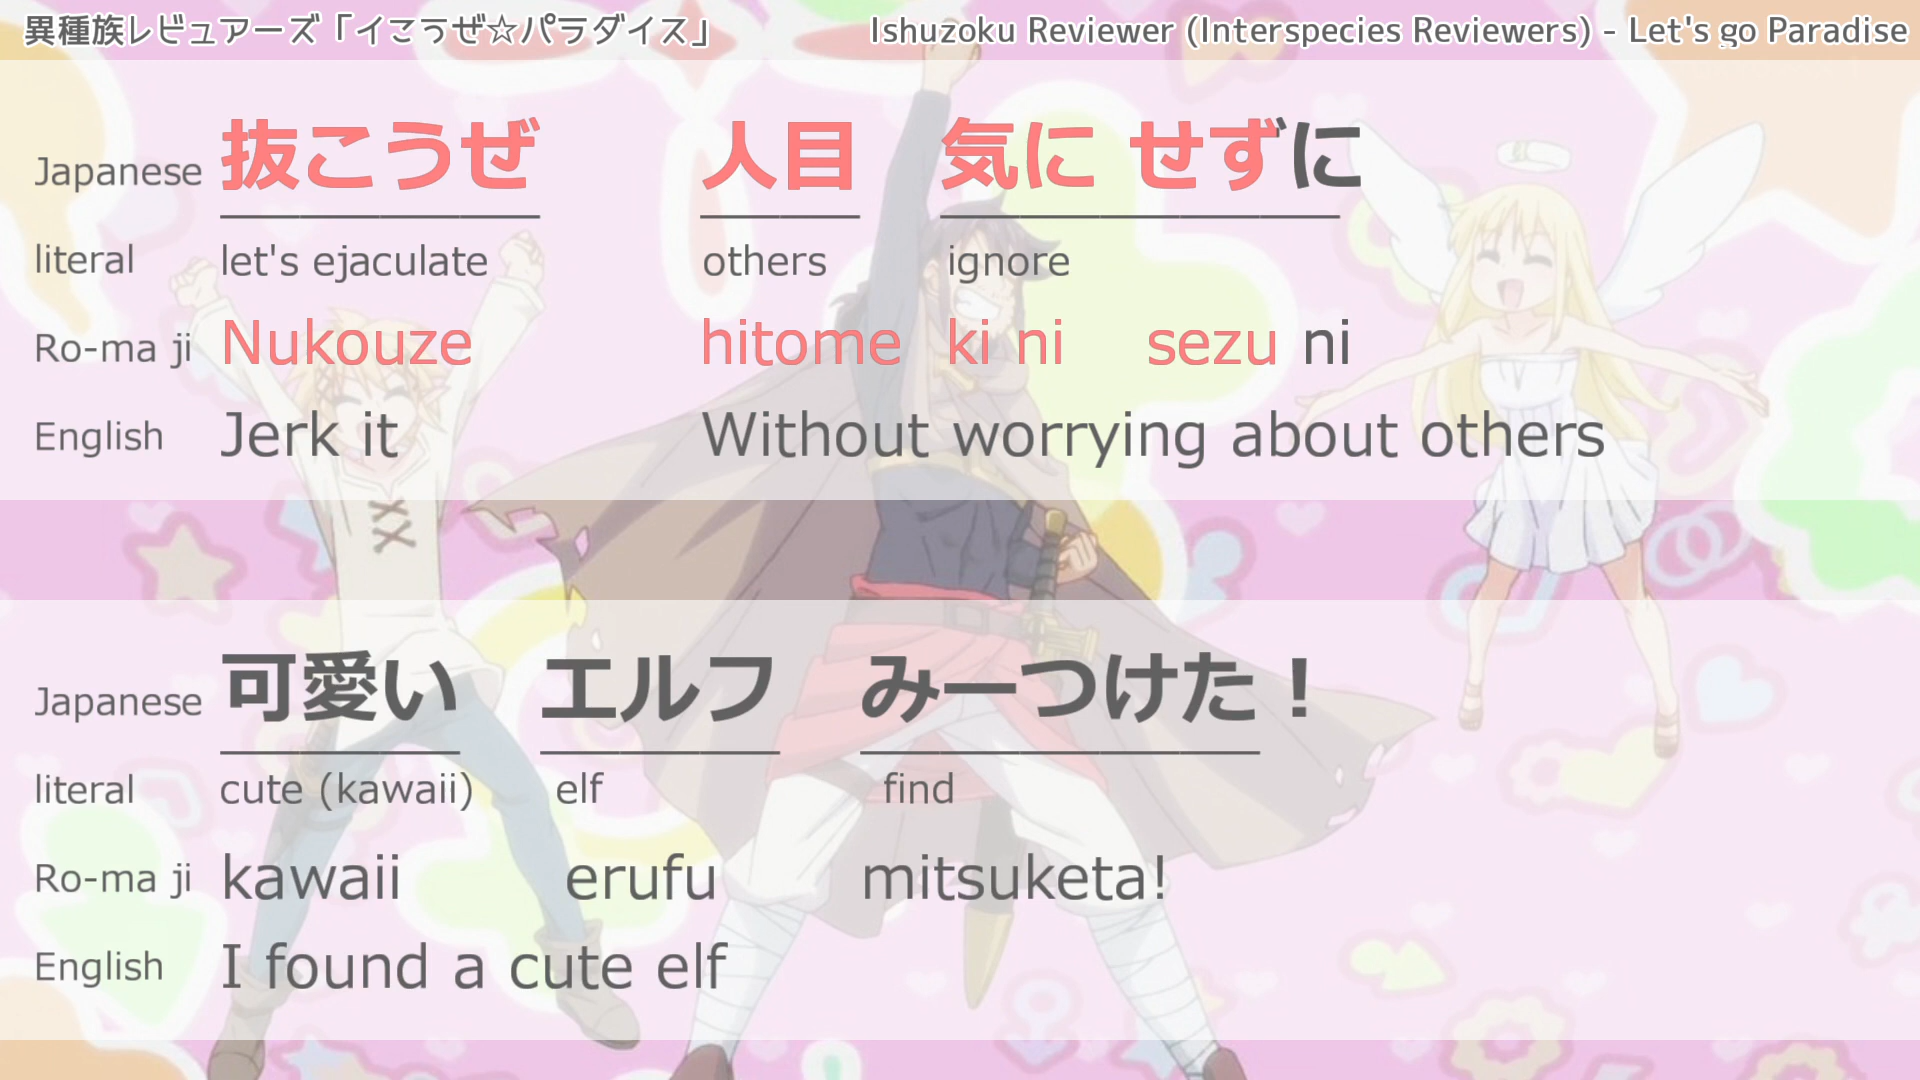 異種族レビュアーズ「イこうぜ☆パラダイス」 Ishuzoku Reviewer (Interspecies Reviewers) - Let's go Paradise
Japanese 抜こうぜ 人目 気に せずに
literal let's ejaculate others ignore
Ro-ma ji Nukouze hitome ki ni sezu ni
English Jerk it Without worrying about others
Japanese 可愛い エルフ みーつけた！
literal cute (kawaii) elf find
Ro-ma ji kawaii erufu mitsuketa!
English I found a cute elf